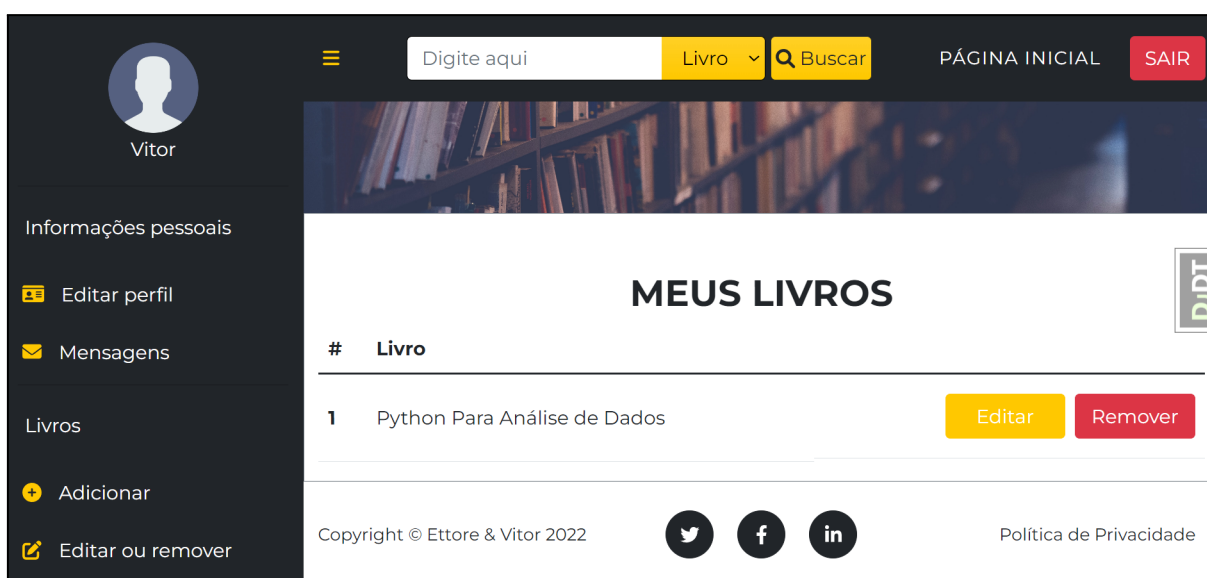 Vitor
Informações pessoais
Editar perfil
Mensagens
Livros
Adicionar
Editar ou remover
Digite aqui
Livro
Buscar
PÁGINA INICIAL
SAIR
MEUS LIVROS
# Livro
1 Python Para Análise de Dados Editar Remover
Copyright © Ettore & Vitor 2022
Política de Privacidade